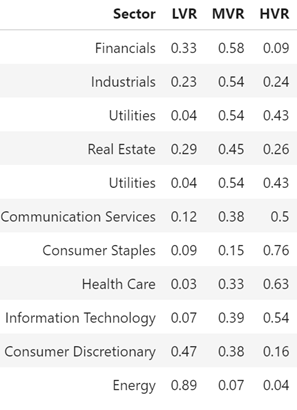 Sector LVR MVR HVR
Financials 0.33 0.58 0.09
Industrials 0.23 0.54 0.24
Utilities 0.04 0.54 0.43
Real Estate 0.29 0.45 0.26
Utilities 0.04 0.54 0.43
Communication Services 0.12 0.38 0.5
Consumer Staples 0.09 0.15 0.76
Health Care 0.03 0.33 0.63
Information Technology 0.07 0.39 0.54
Consumer Discretionary 0.47 0.38 0.16
Energy 0.89 0.07 0.04